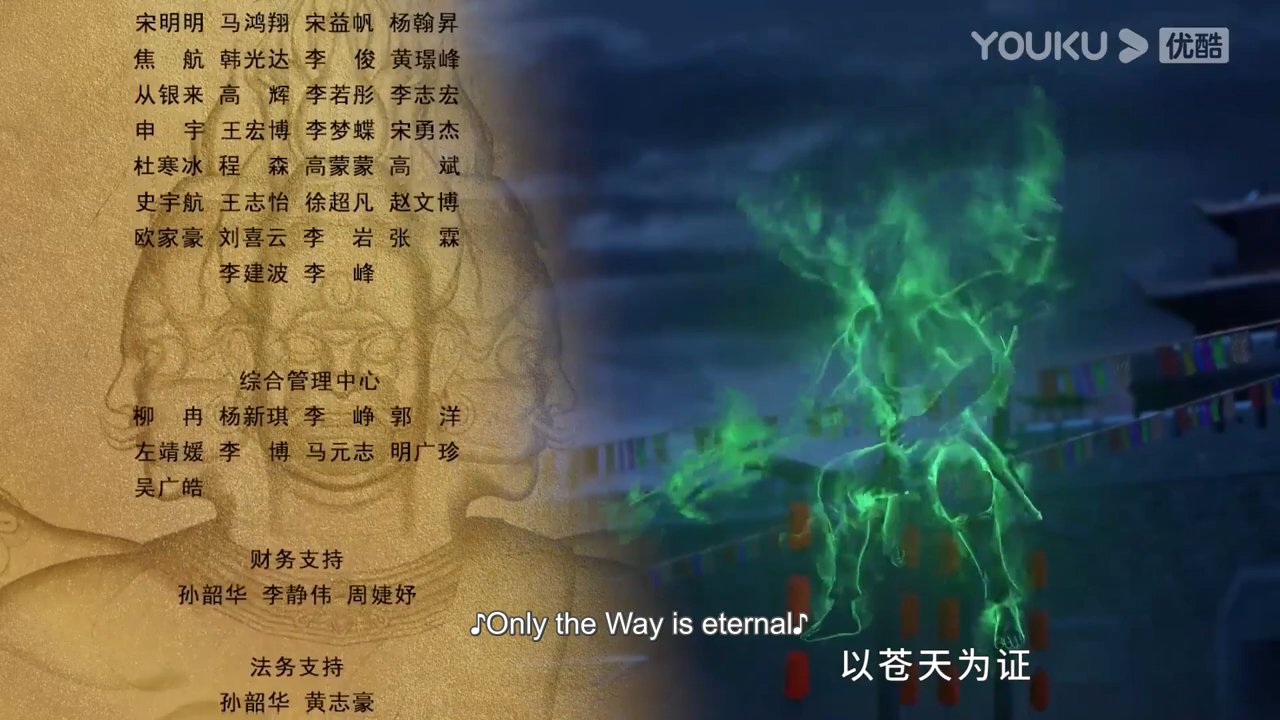 宋明明 马鸿翔 宋益帆 杨翰昇
焦 航 韩光达 李 俊 黄璟峰
从银来 高 辉 李若彤 李志宏
申 宇 王宏博 李梦蝶 宋勇杰
杜寒冰 程 森 高蒙蒙 高 斌
史宇航 王志怡 徐超凡 赵文博
欧家豪 刘喜云 李 岩 张 霖
李建波 李 峰
综合管理中心
柳 冉 杨新琪 李 峥 郭 洋
左靖媛 李 博 马元志 明广珍
吴广皓
财务支持
孙韶华 李静伟 周婕妤
法务支持
孙韶华 黄志豪
YOUKU 优酷
♪Only the Way is eternal♪
以苍天为证